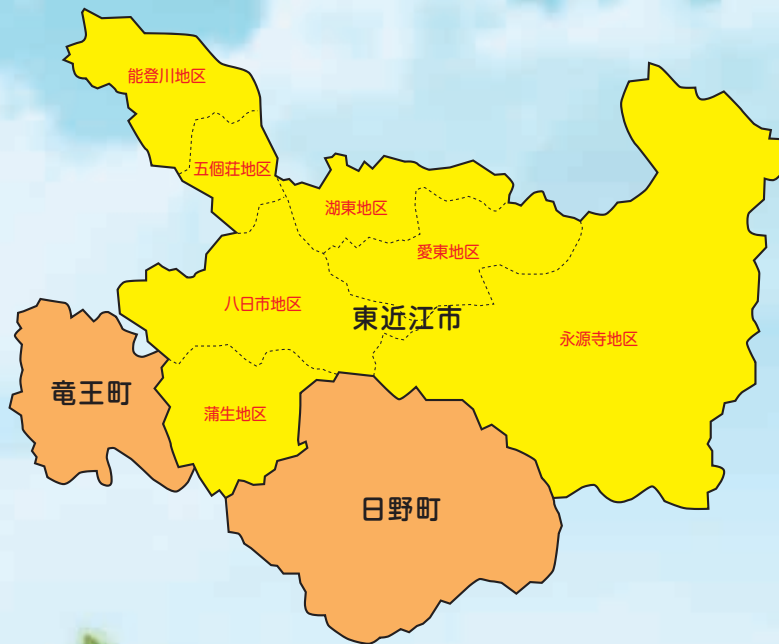 能登川地区
五個荘地区
湖東地区
愛東地区
八日市地区
東近江市
永源寺地区
竜王町
蒲生地区
日野町